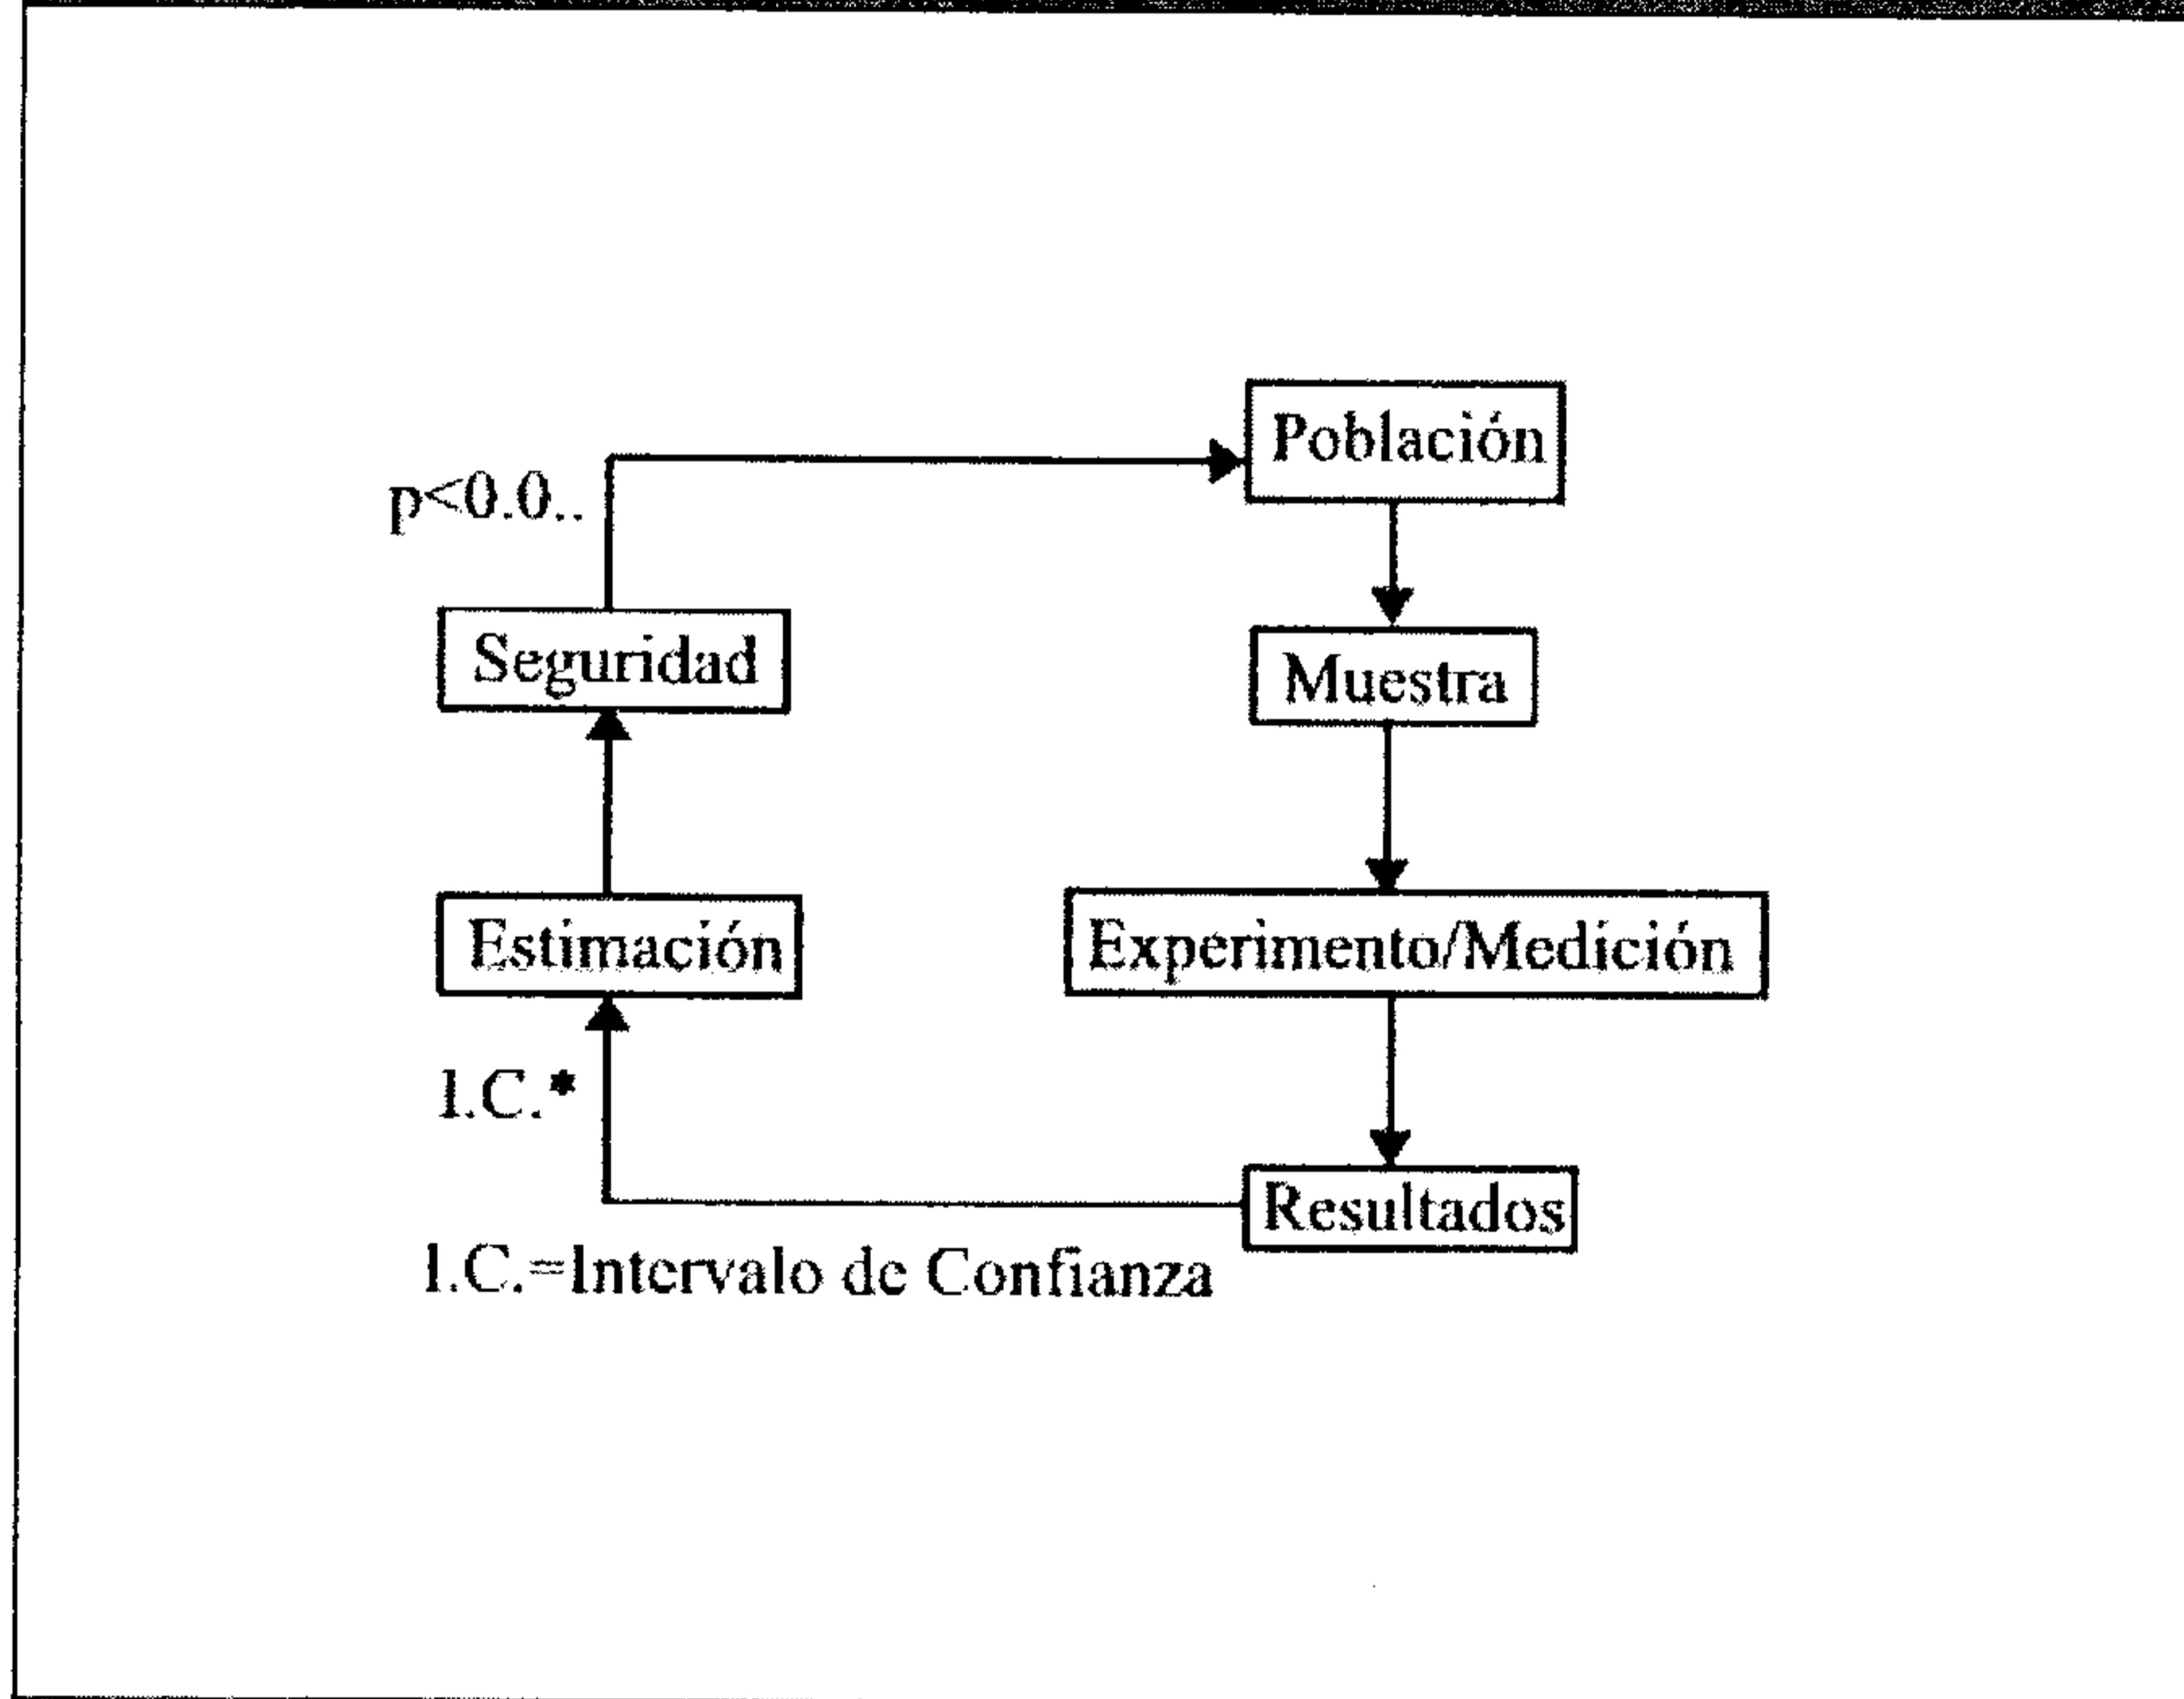 Población
p<0.0..
Seguridad
Muestra
Estimación
Experimento/Medición
I.C.*
Resultados
I.C.=Intervalo de Confianza